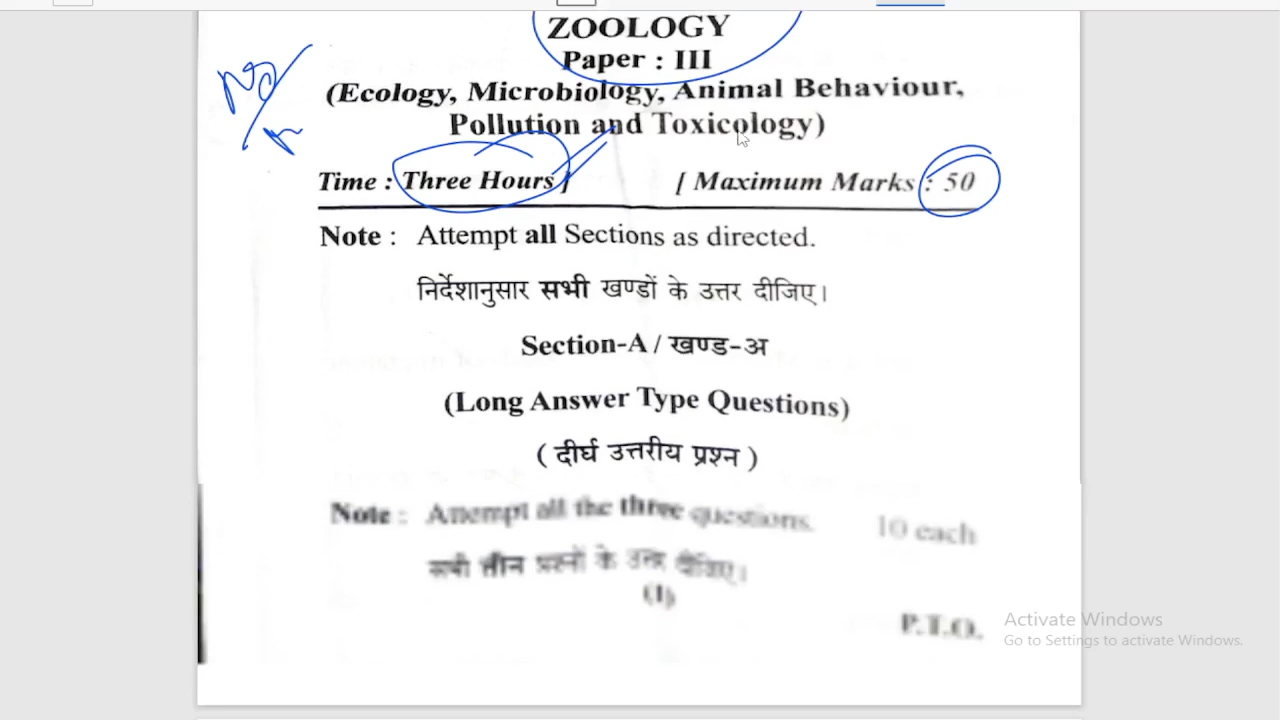 ZOOLOGY
Paper : III
(Ecology, Microbiology, Animal Behaviour,
Pollution and Toxicology)
Time : Three Hours ] [ Maximum Marks : 50
Note : Attempt all Sections as directed.
निर्देशानुसार सभी खण्डों के उत्तर दीजिए।
Section-A / खण्ड-अ
(Long Answer Type Questions)
( दीर्घ उत्तरीय प्रश्न )
Note : Attempt all the three questions. 10 each
सभी तीन प्रश्नों के उत्तर दीजिए।
(1)
P.T.O.
Activate Windows
Go to Settings to activate Windows.